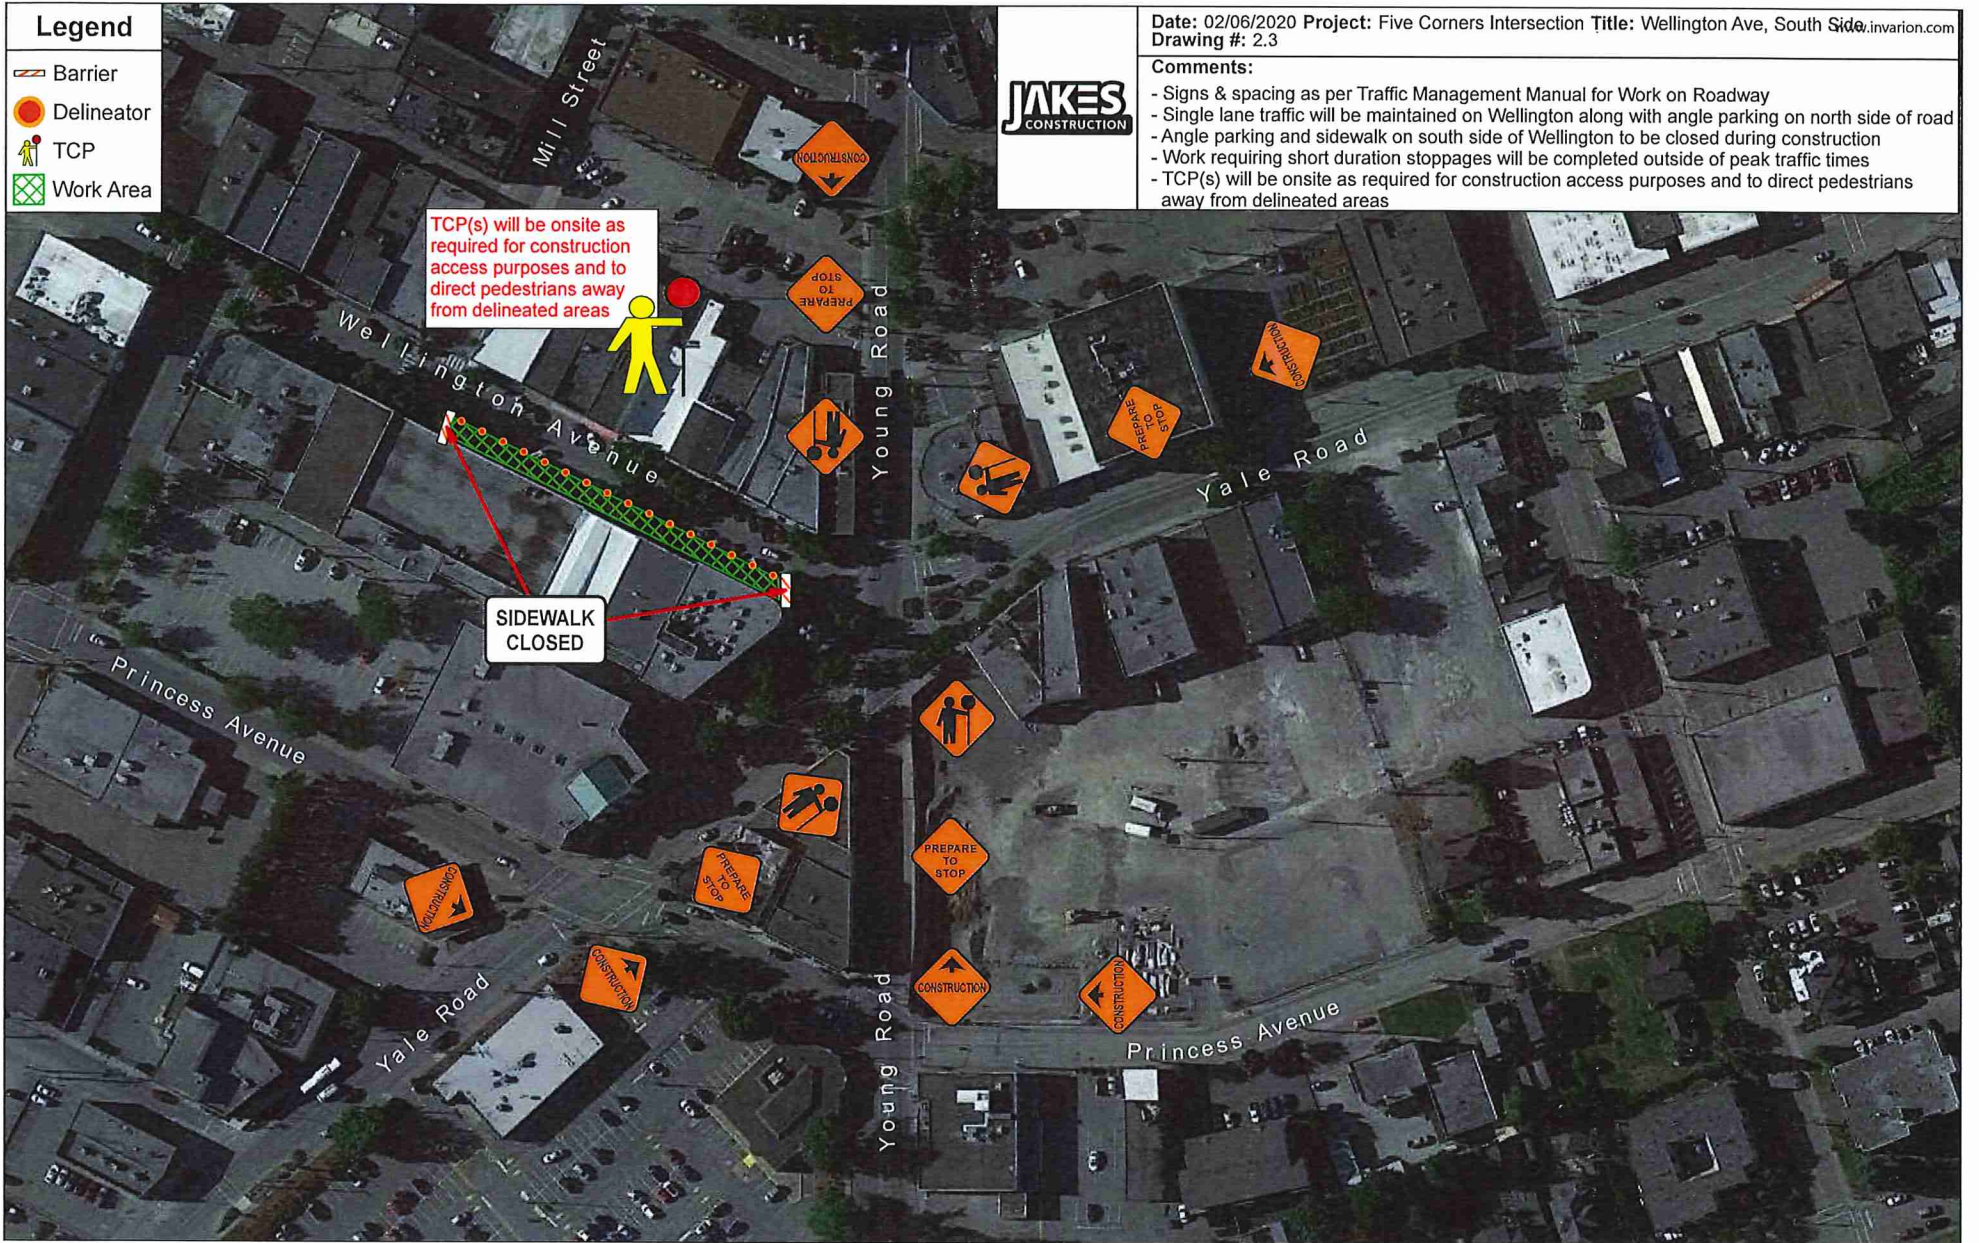 Legend
Barrier
Delineator
TCP
Work Area
JAKES
CONSTRUCTION
Date: 02/06/2020 Project: Five Corners Intersection Title: Wellington Ave, South Side
www.invarion.com
Drawing #: 2.3
Comments:
- Signs & spacing as per Traffic Management Manual for Work on Roadway
- Single lane traffic will be maintained on Wellington along with angle parking on north side of road
- Angle parking and sidewalk on south side of Wellington to be closed during construction
- Work requiring short duration stoppages will be completed outside of peak traffic times
- TCP(s) will be onsite as required for construction access purposes and to direct pedestrians
away from delineated areas
Mill Street
CONSTRUCTION
TCP(s) will be onsite as
required for construction
access purposes and to
direct pedestrians away
from delineated areas
PREPARE
TO
STOP
Young Road
Wellington Avenue
CONSTRUCTION
PREPARE
TO
STOP
Yale Road
SIDEWALK
CLOSED
Princess Avenue
PREPARE
TO
STOP
PREPARE
TO
STOP
CONSTRUCTION
CONSTRUCTION
CONSTRUCTION
CONSTRUCTION
Yale Road
Young Road
Princess Avenue